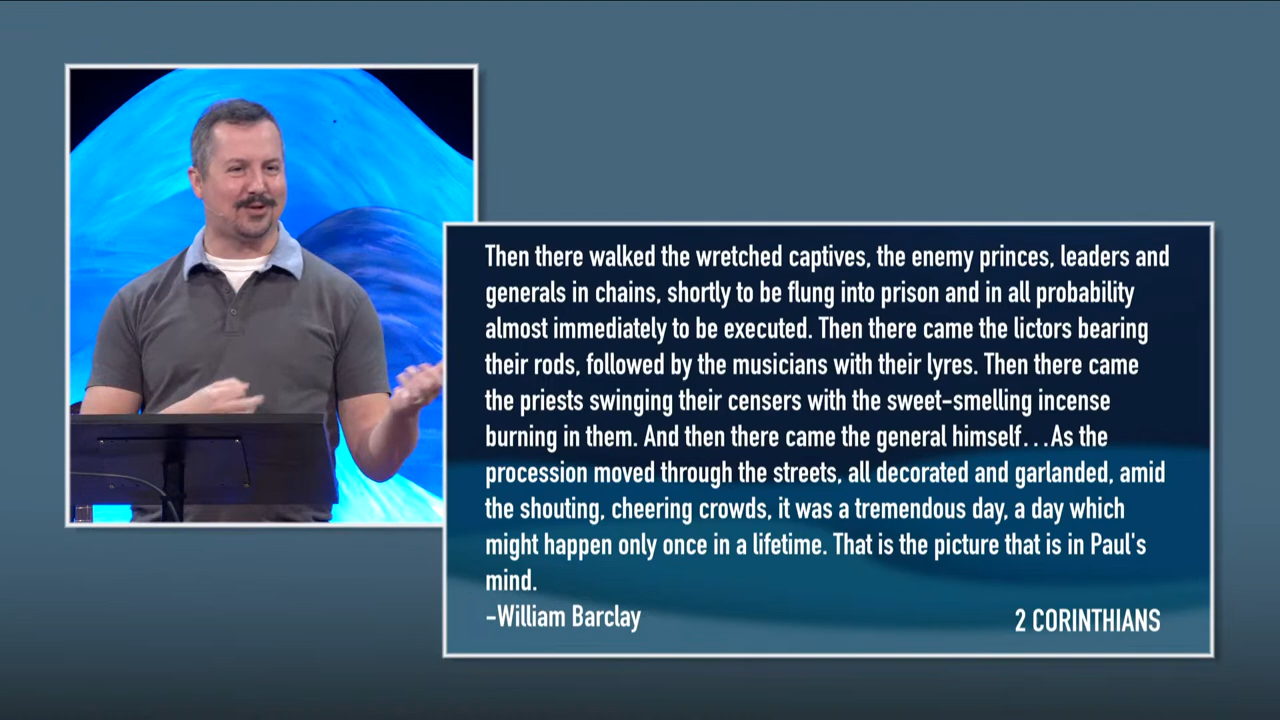 Then there walked the wretched captives, the enemy princes, leaders and
generals in chains, shortly to be flung into prison and in all probability
almost immediately to be executed. Then there came the lictors bearing
their rods, followed by the musicians with their lyres. Then there came
the priests swinging their censers with the sweet-smelling incense
burning in them. And then there came the general himself...As the
procession moved through the streets, all decorated and garlanded, amid
the shouting, cheering crowds, it was a tremendous day, a day which
might happen only once in a lifetime. That is the picture that is in Paul's
mind.
-William Barclay
2 CORINTHIANS